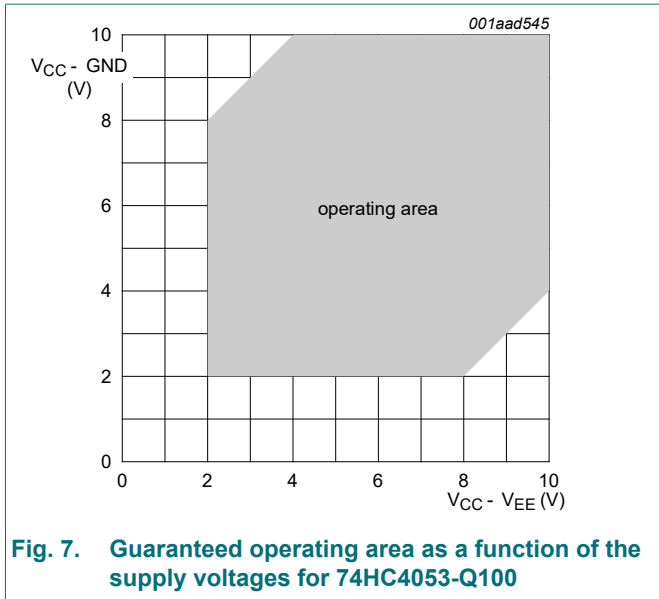 001aad545
10
VCC - GND
(V)
8
6
operating area
4
2
0
0 2 4 6 8 10
VCC - VEE (V)
Fig. 7. Guaranteed operating area as a function of the
supply voltages for 74HC4053-Q100